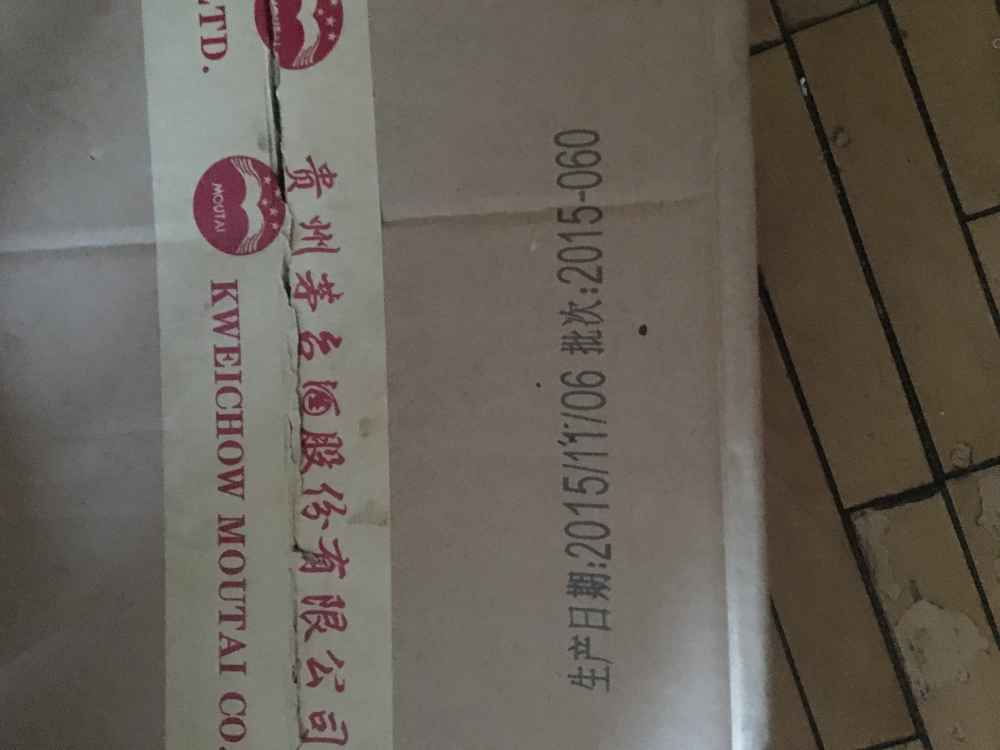 LTD.
MOUTAI
贵州茅台酒股份有限公司
KWEICHOW MOUTAI CO.
生产日期:2015/11/06 批次:2015-060